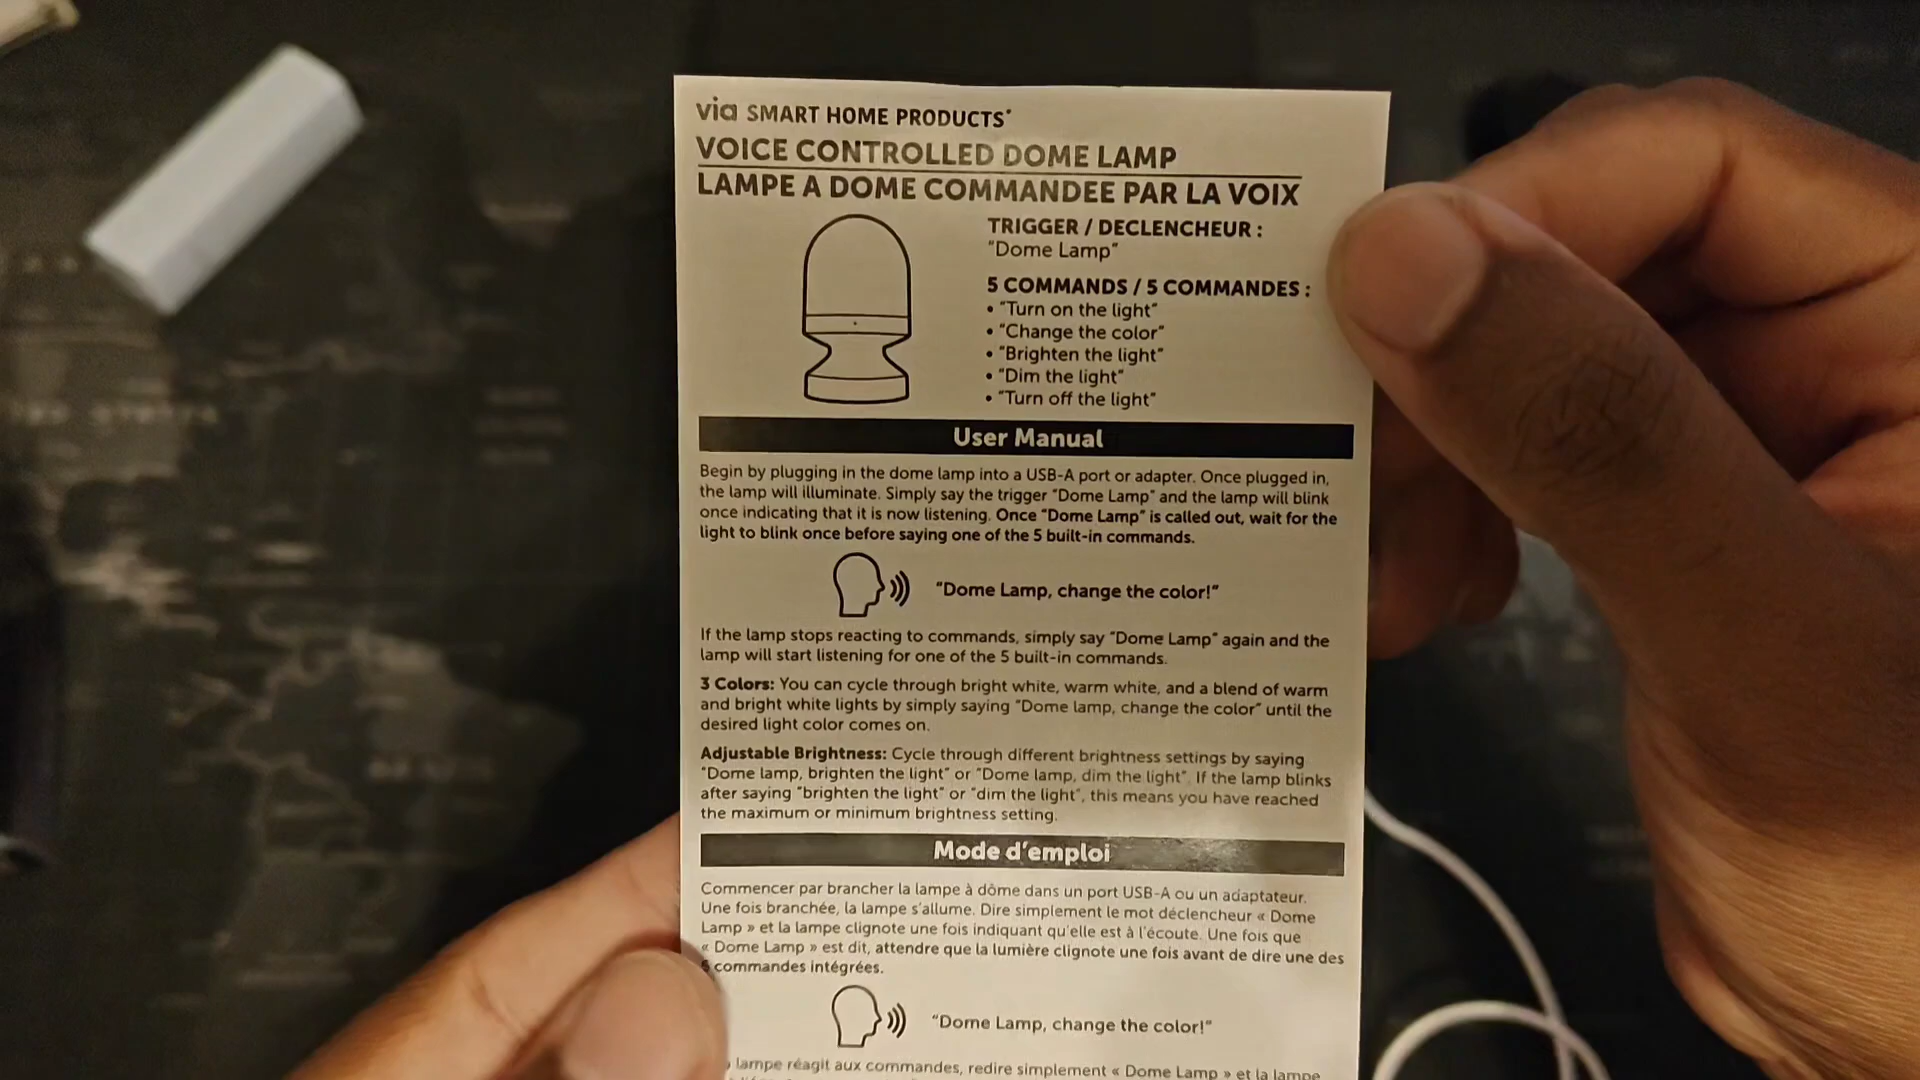 via SMART HOME PRODUCTS
VOICE CONTROLLED DOME LAMP
LAMPE A DOME COMMANDEE PAR LA VOIX
TRIGGER / DECLENCHEUR :
"Dome Lamp"
5 COMMANDS / 5 COMMANDES :
• "Turn on the light"
• "Change the color"
• "Brighten the light"
• "Dim the light"
• "Turn off the light"
User Manual
Begin by plugging in the dome lamp into a USB-A port or adapter. Once plugged in,
the lamp will illuminate. Simply say the trigger "Dome Lamp" and the lamp will blink
once indicating that it is now listening. Once "Dome Lamp" is called out, wait for the
light to blink once before saying one of the 5 built-in commands.
"Dome Lamp, change the color!"
If the lamp stops reacting to commands, simply say "Dome Lamp" again and the
lamp will start listening for one of the 5 built-in commands.
3 Colors: You can cycle through bright white, warm white, and a blend of warm
and bright white lights by simply saying "Dome lamp, change the color" until the
desired light color comes on.
Adjustable Brightness: Cycle through different brightness settings by saying
"Dome lamp, brighten the light" or "Dome lamp, dim the light". If the lamp blinks
after saying "brighten the light" or "dim the light", this means you have reached
the maximum or minimum brightness setting.
Mode d'emploi
Commencer par brancher la lampe à dôme dans un port USB-A ou un adaptateur.
Une fois branchée, la lampe s'allume. Dire simplement le mot déclencheur « Dome
Lamp » et la lampe clignote une fois indiquant qu'elle est à l'écoute. Une fois que
« Dome Lamp » est dit, attendre que la lumière clignote une fois avant de dire une des
commandes intégrées.
"Dome Lamp, change the color!"
lampe réagit aux commandes, redire simplement « Dome Lamp » et la lampe